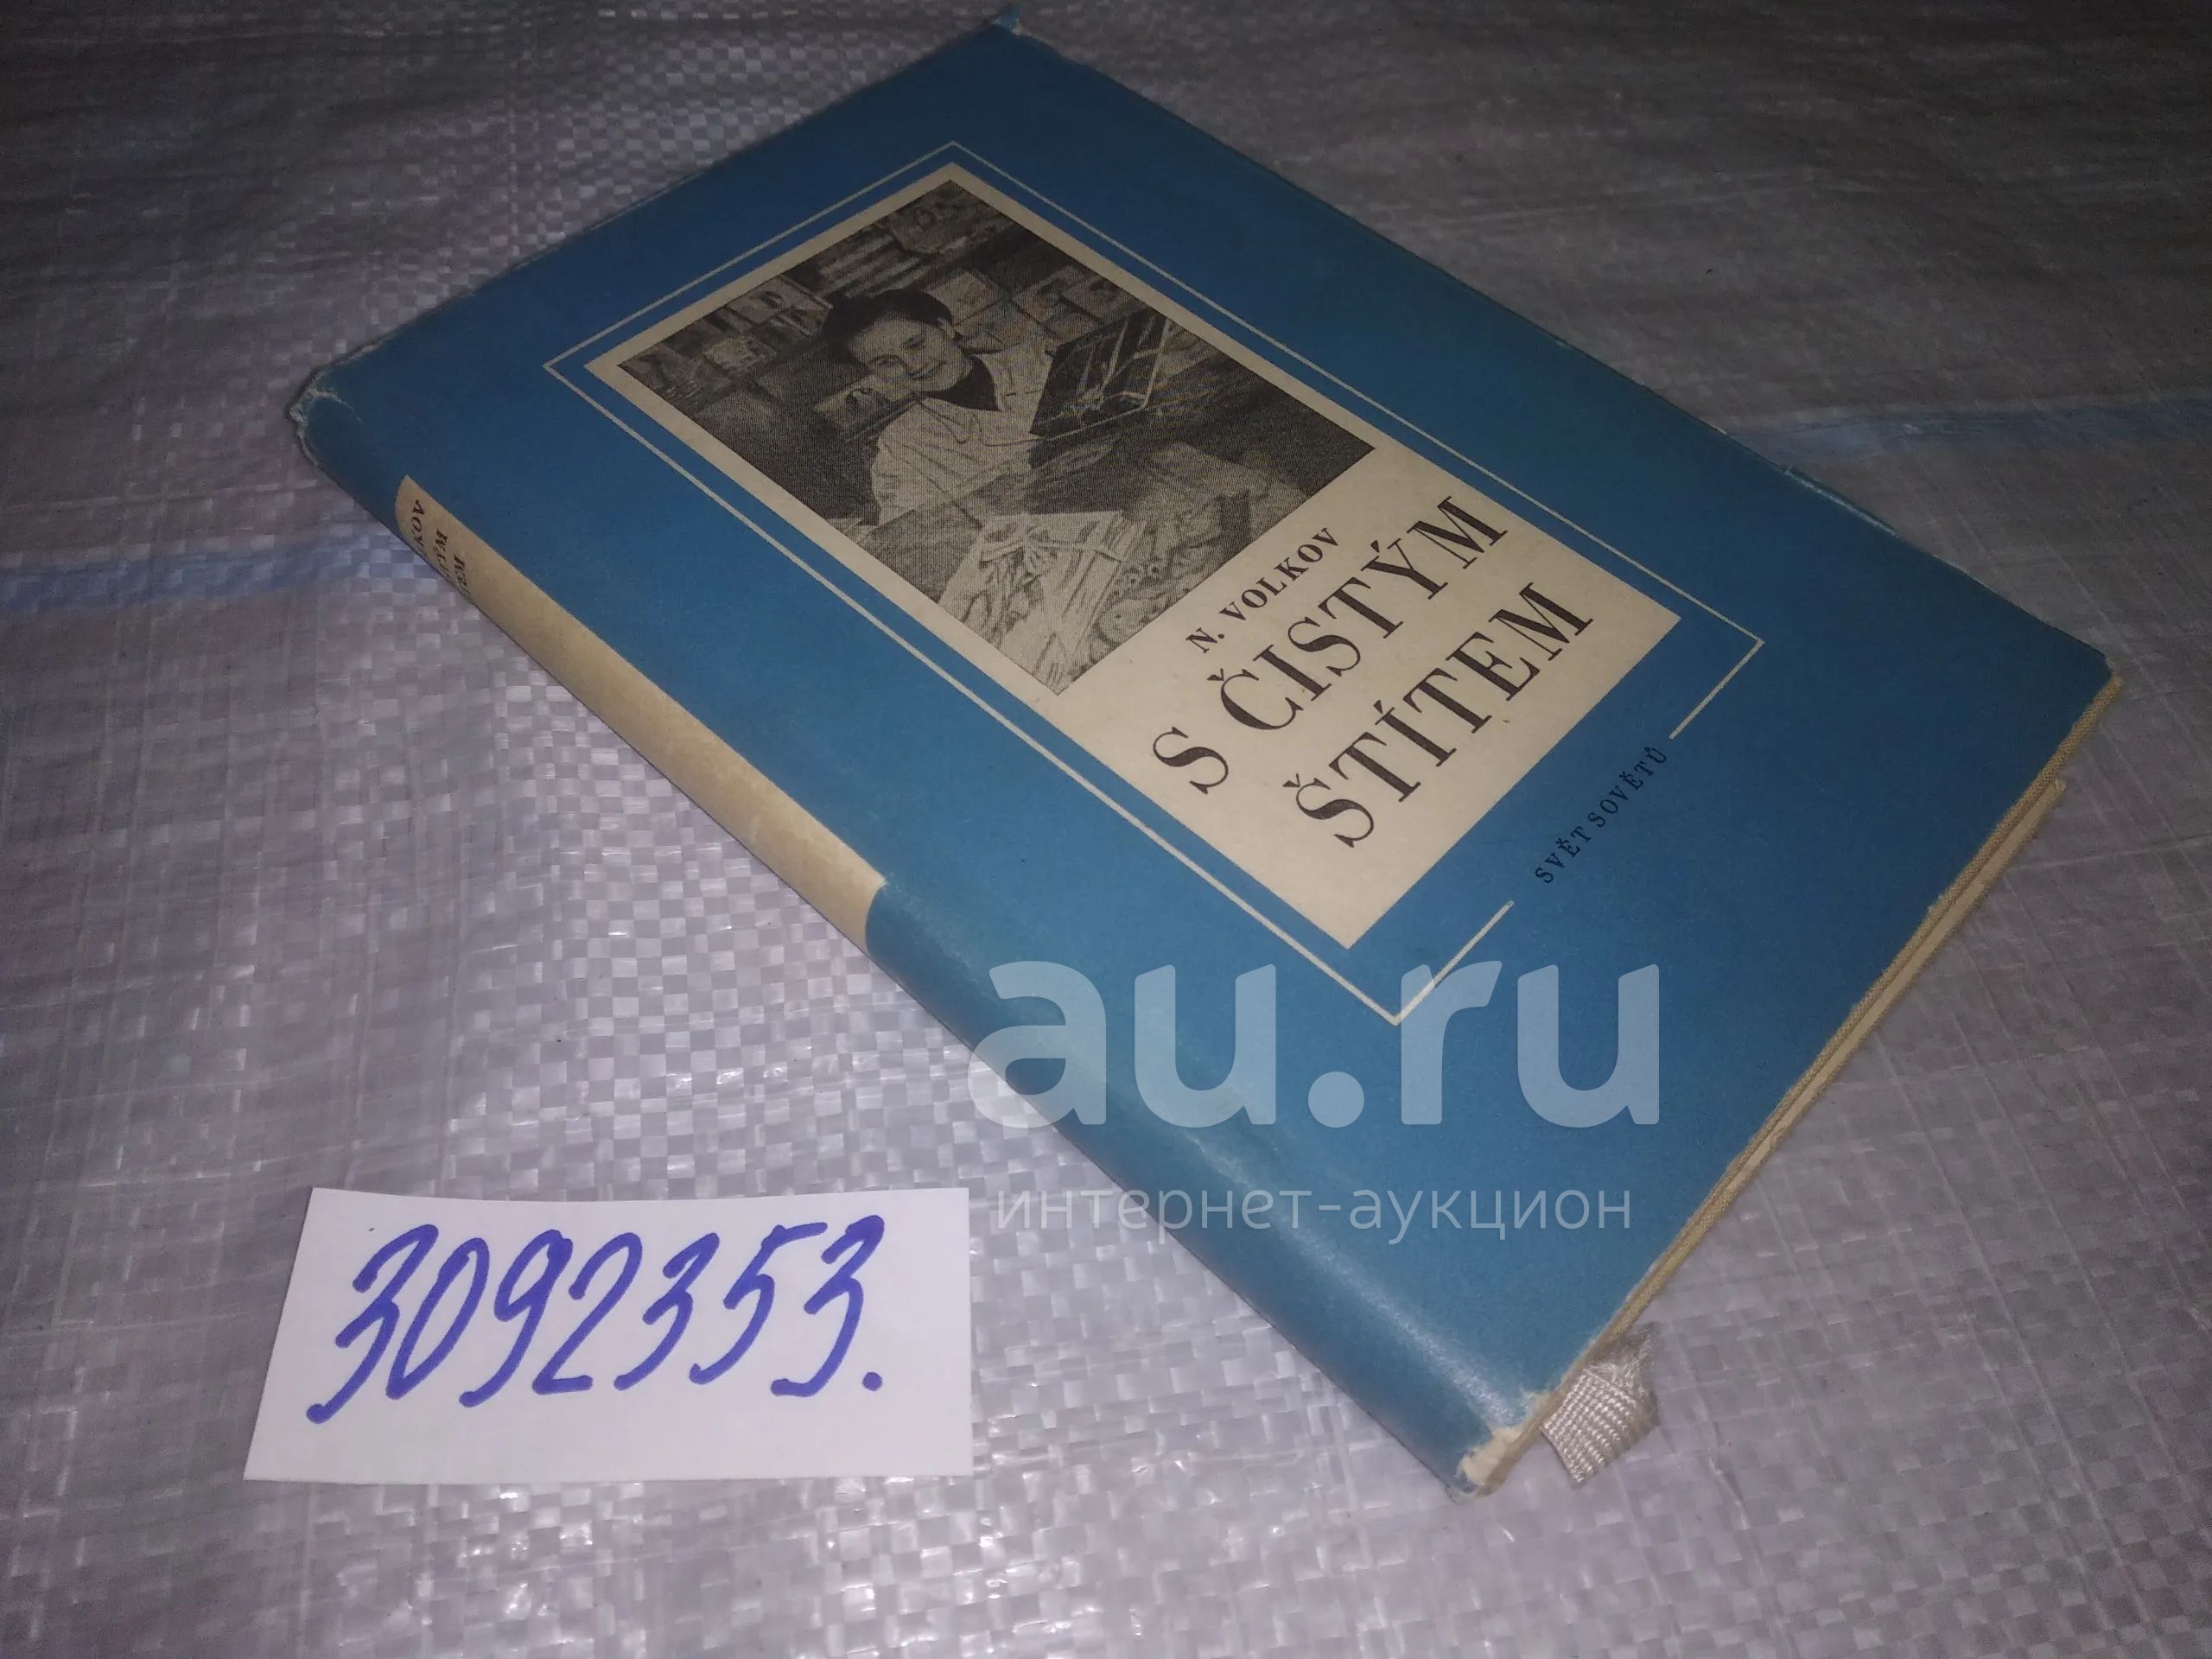 N. VOLKOV
S ČISTÝM
ŠTÍTEM
SVĚT SOVĚTŮ
au.ru
интернет-аукцион
3092353.